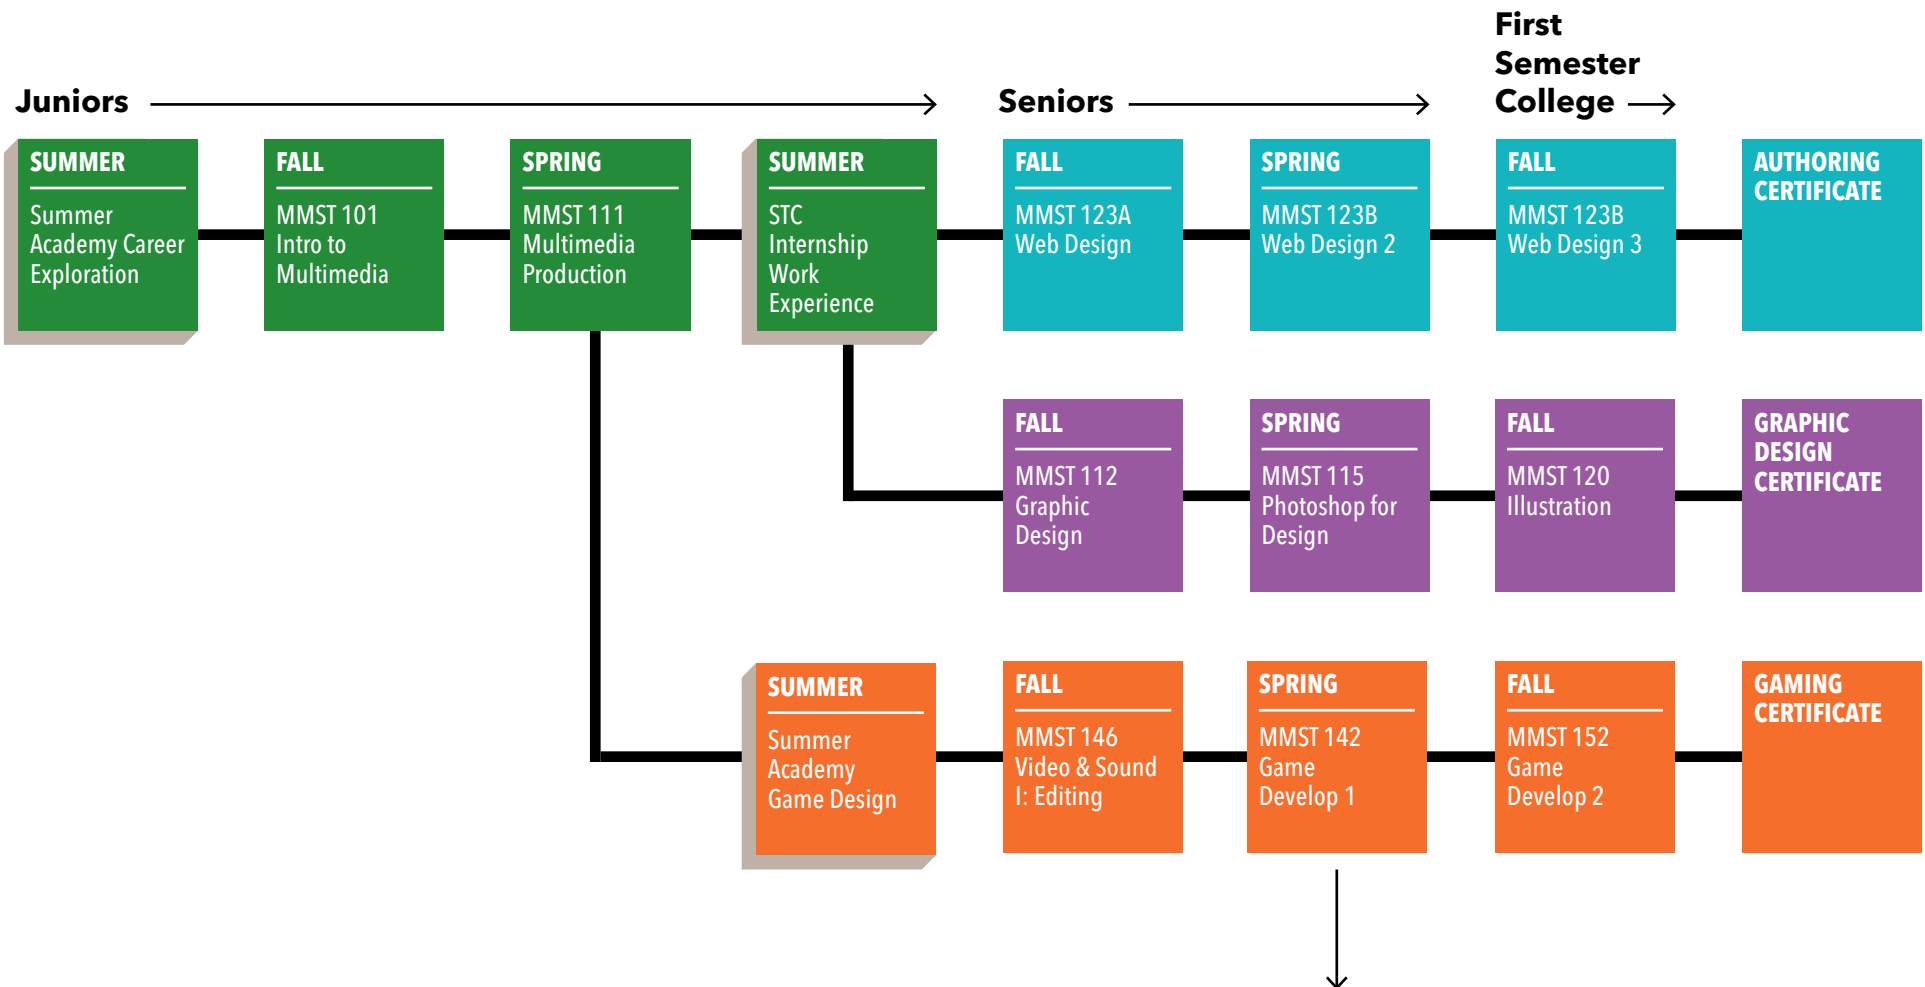 First
Semester
College
Juniors
Seniors
SUMMER
Summer
Academy Career
Exploration
FALL
MMST 101
Intro to
Multimedia
SPRING
MMST 111
Multimedia
Production
SUMMER
STC
Internship
Work
Experience
FALL
MMST 123A
Web Design
SPRING
MMST 123B
Web Design 2
FALL
MMST 123B
Web Design 3
AUTHORING
CERTIFICATE
FALL
MMST 112
Graphic
Design
SPRING
MMST 115
Photoshop for
Design
FALL
MMST 120
Illustration
GRAPHIC
DESIGN
CERTIFICATE
SUMMER
Summer
Academy
Game Design
FALL
MMST 146
Video & Sound
I: Editing
SPRING
MMST 142
Game
Develop 1
FALL
MMST 152
Game
Develop 2
GAMING
CERTIFICATE